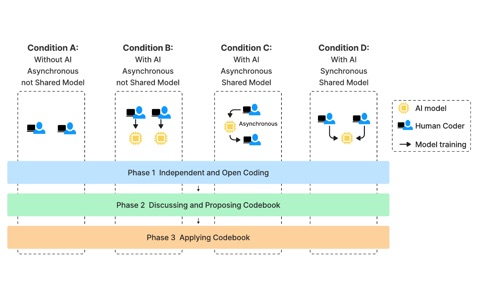 Condition A:
Without AI
Asynchronous
not Shared Model
Condition B:
With AI
Asynchronous
not Shared Model
Condition C:
With AI
Asynchronous
Shared Model
Condition D:
With AI
Synchronous
Shared Model
Asynchronous
AI model
Human Coder
Model training
Phase 1 Independent and Open Coding
Phase 2 Discussing and Proposing Codebook
Phase 3 Applying Codebook